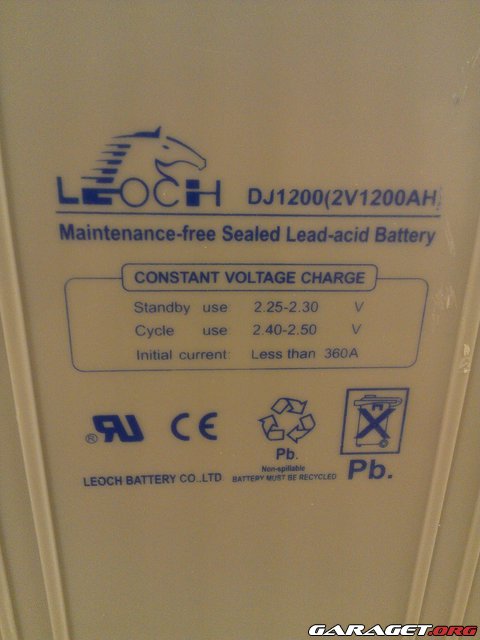 LEOCH DJ1200(2V1200AH)
Maintenance-free Sealed Lead-acid Battery
CONSTANT VOLTAGE CHARGE
Standby use 2.25-2.30 V
Cycle use 2.40-2.50 V
Initial current: Less than 360A
® RU CE
Pb.
Non-spillable
BATTERY MUST BE RECYCLED
Pb.
LEOCH BATTERY CO.,LTD
GARAGET.ORG